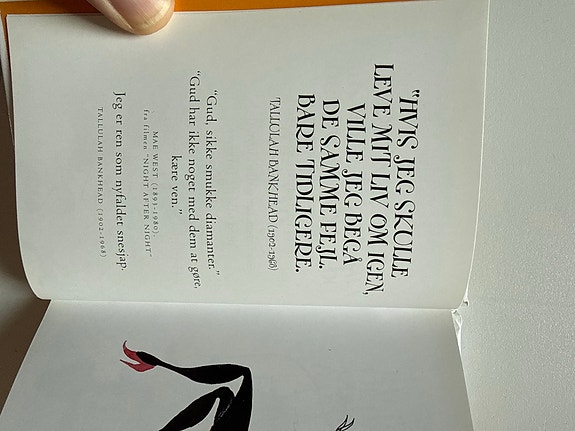 "HVIS JEG SKULLE
LEVE MIT LIV OM IGEN,
VILLE JEG BEGÅ
DE SAMME FEJL.
BARE TIDLIGERE.
TALLULAH BANKHEAD (1902-1968)
"Gud, sikke smukke diamanter."
"Gud har ikke noget med dem at gøre,
kære ven."
MAE WEST (1893-1980),
fra filmen "NIGHT AFTER NIGHT"
Jeg er ren som nyfaldet snesjap.
TALLULAH BANKHEAD (1902-1968)